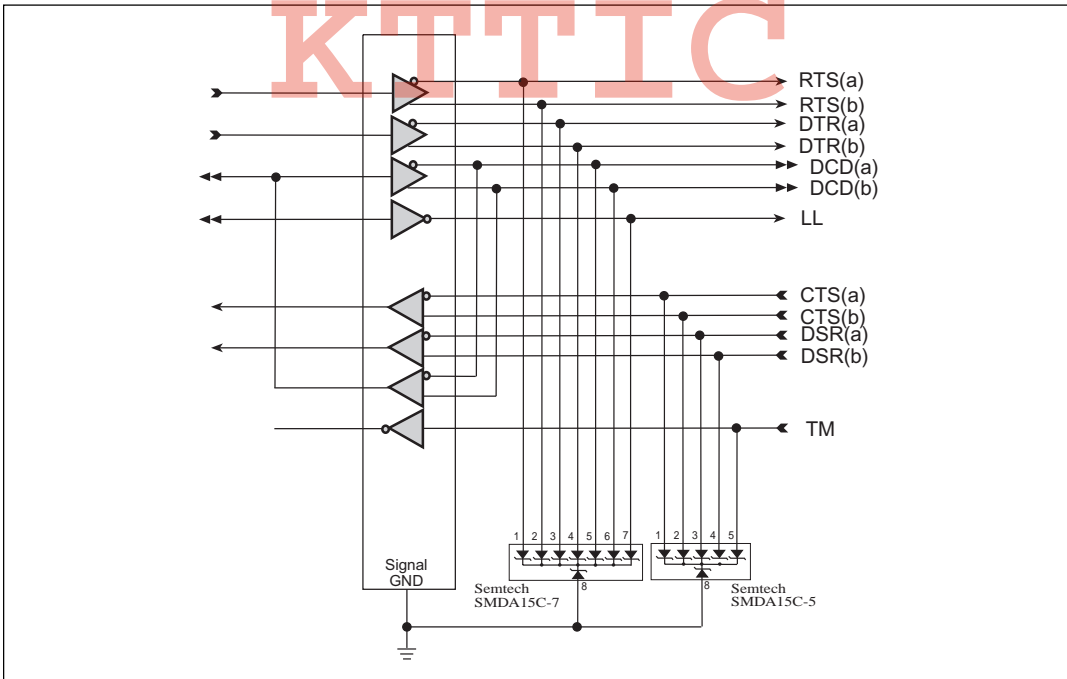 KTTIC
RTS(a)
RTS(b)
DTR(a)
DTR(b)
DCD(a)
DCD(b)
LL
CTS(a)
CTS(b)
DSR(a)
DSR(b)
TM
1 2 3 4 5 6 7
1 2 3 4 5
8
8
Signal
GND
Semtech
SMDA15C-7
Semtech
SMDA15C-5